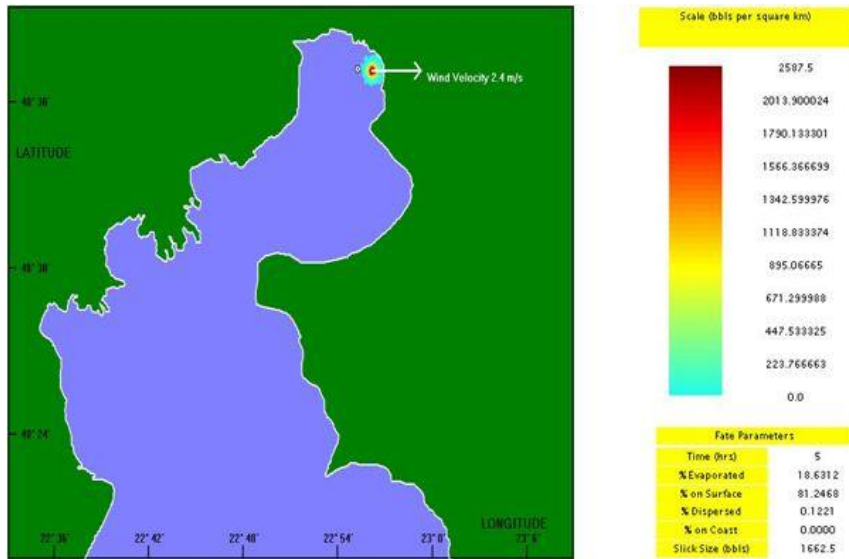 Scale (bbls per square km)
Wind Velocity 2.4 m/s
40° 36'
LATITUDE
40° 30'
40° 24'
LONGITUDE
22° 36'
22° 42'
22° 48'
22° 54'
23° 0'
23° 6'
2587.5
2013.900024
1790.133301
1566.366699
1342.599976
1118.833374
895.06665
671.299988
447.533325
223.766663
0.0
Fate Parameters
Time (hrs) 5
% Evaporated 18.6312
% on Surface 81.2468
% Dispersed 0.1221
% on Coast 0.0000
Slick Size (bbls) 1662.5